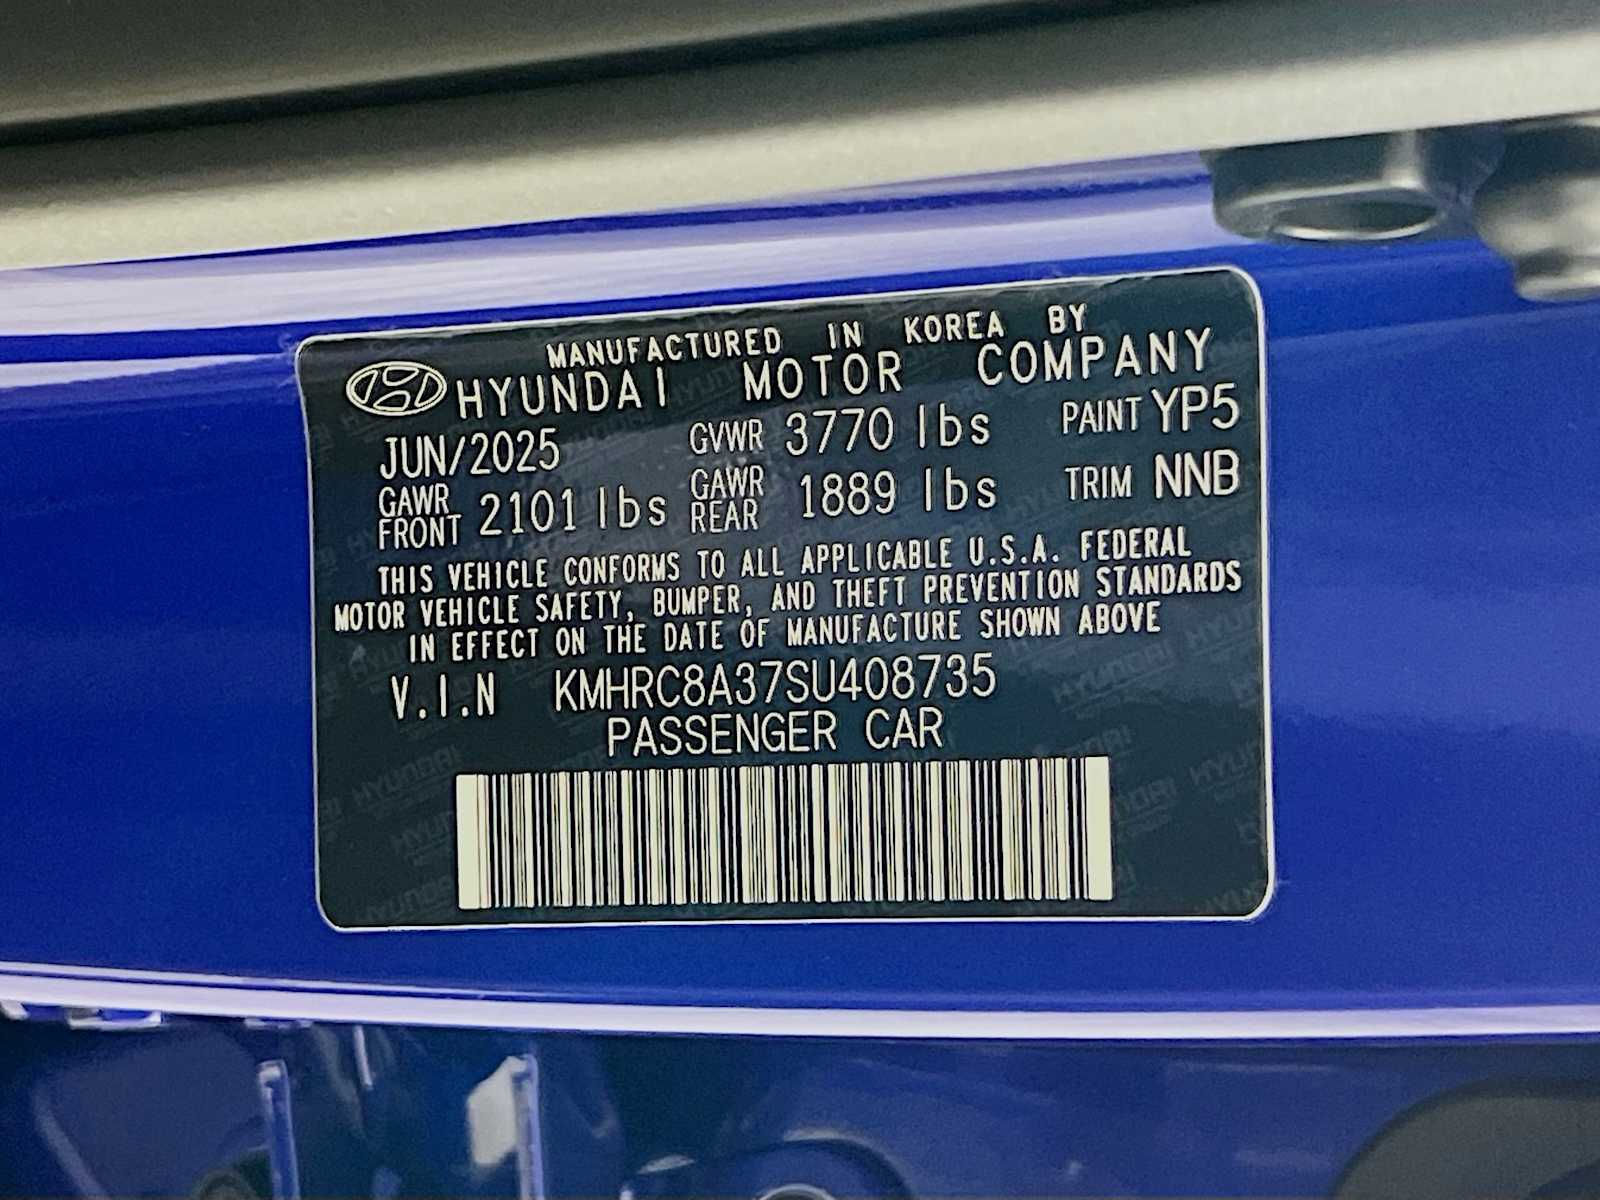 MANUFACTURED IN KOREA BY
HYUNDAI MOTOR COMPANY
JUN/2025 GVWR 3770 lbs PAINT YP5
GAWR FRONT 2101 lbs GAWR REAR 1889 lbs TRIM NNB
THIS VEHICLE CONFORMS TO ALL APPLICABLE U.S.A. FEDERAL
MOTOR VEHICLE SAFETY, BUMPER, AND THEFT PREVENTION STANDARDS
IN EFFECT ON THE DATE OF MANUFACTURE SHOWN ABOVE
V.I.N KMHRC8A37SU408735
PASSENGER CAR